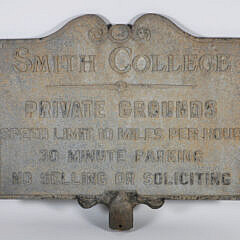 SMITH COLLEGE
PRIVATE GROUNDS
SPEED LIMIT 10 MILES PER HOUR
30 MINUTE PARKING
NO SELLING OR SOLICITING